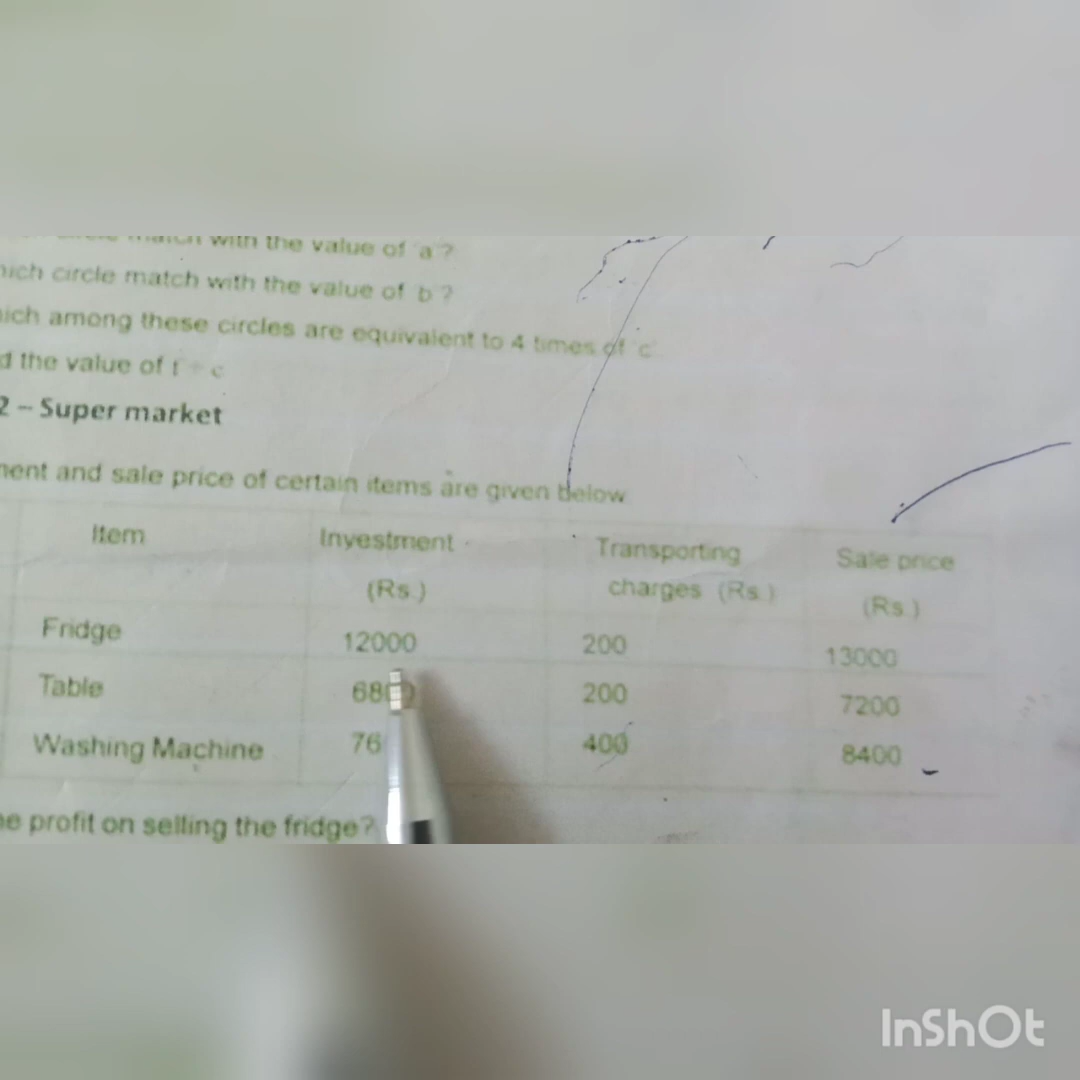 with the value of 'a'?
circle match with the value of 'b'?
among these circles are equivalent to 4 times of 'c'
the value of f + c
2 – Super market
and sale price of certain items are given below
Item Investment (Rs.) Transporting charges (Rs.) Sale price (Rs.)
Fridge 12000 200 13000
Table 200 7200
Washing Machine 400 8400
profit on selling the fridge?
InShOt